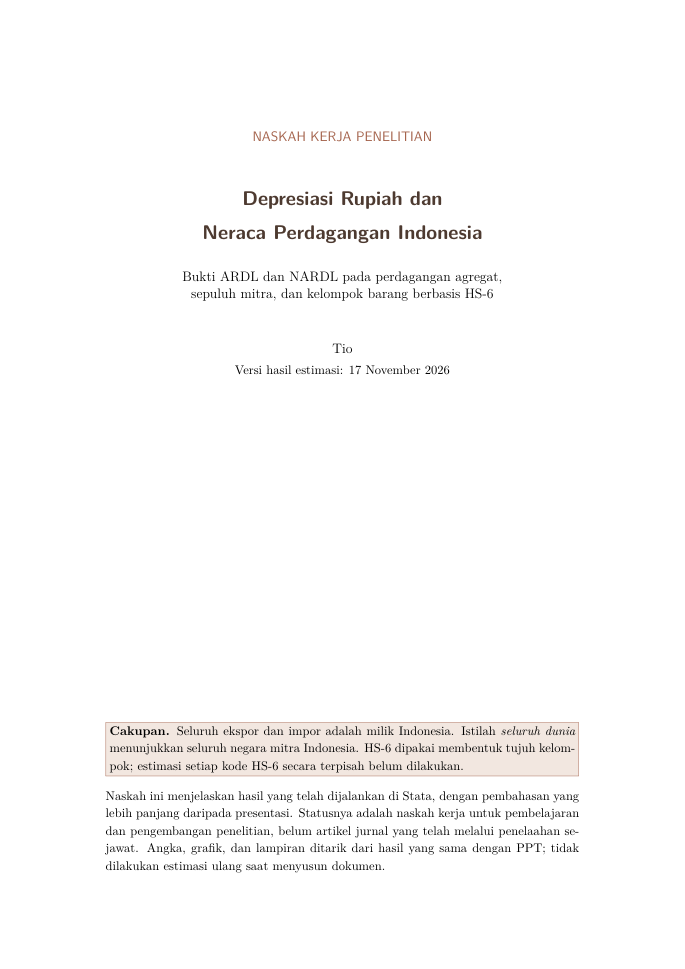 NASKAH KERJA PENELITIAN
Depresiasi Rupiah dan
Neraca Perdagangan Indonesia
Bukti ARDL dan NARDL pada perdagangan agregat,
sepuluh mitra, dan kelompok barang berbasis HS-6
Tio
Versi hasil estimasi: 17 November 2026
Cakupan. Seluruh ekspor dan impor adalah milik Indonesia. Istilah seluruh dunia
menunjukkan seluruh negara mitra Indonesia. HS-6 dipakai membentuk tujuh kelom-
pok; estimasi setiap kode HS-6 secara terpisah belum dilakukan.
Naskah ini menjelaskan hasil yang telah dijalankan di Stata, dengan pembahasan yang
lebih panjang daripada presentasi. Statusnya adalah naskah kerja untuk pembelajaran
dan pengembangan penelitian, belum artikel jurnal yang telah melalui penelaahan se-
jawat. Angka, grafik, dan lampiran ditarik dari hasil yang sama dengan PPT; tidak
dilakukan estimasi ulang saat menyusun dokumen.